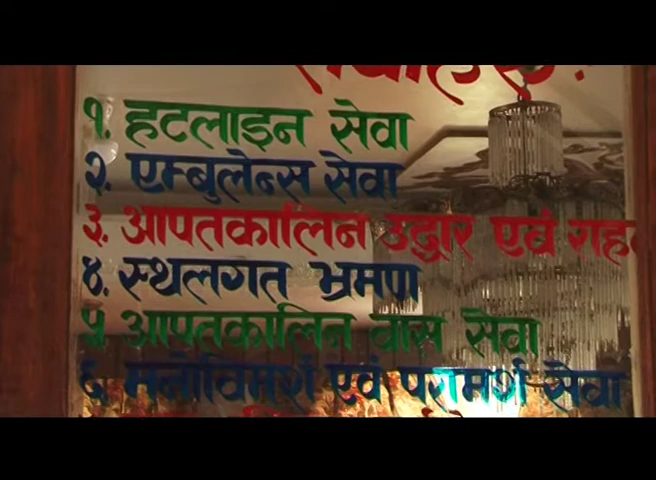 १. हटलाइन सेवा
२. एम्बुलेन्स सेवा
३. आपतकालिन उद्धार एवं राहत
४. स्थलगत भ्रमण
५ आपतकालिन वास सेवा
६. मनोविमर्श एवं परामर्श सेवा